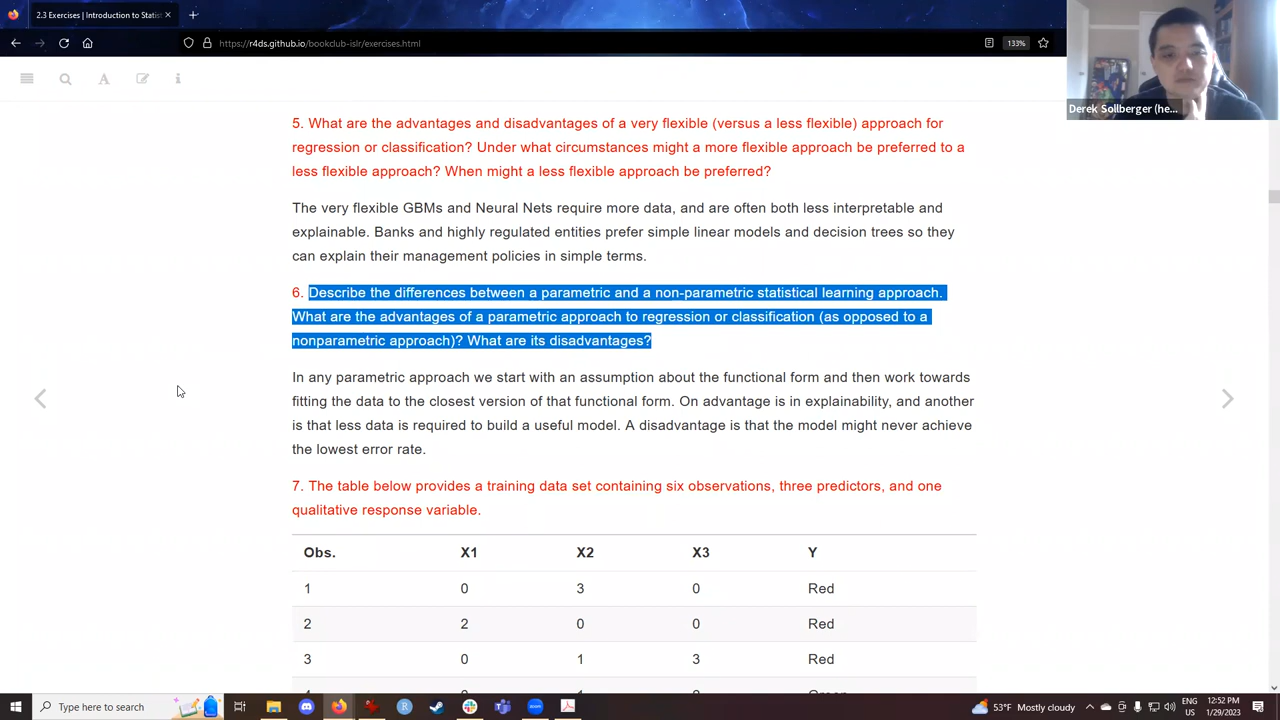 2.3 Exercises | Introduction to Statist
https://r4ds.github.io/bookclub-islr/exercises.html
133%
Derek Sollberger (he...
5. What are the advantages and disadvantages of a very flexible (versus a less flexible) approach for
regression or classification? Under what circumstances might a more flexible approach be preferred to a
less flexible approach? When might a less flexible approach be preferred?
The very flexible GBMs and Neural Nets require more data, and are often both less interpretable and
explainable. Banks and highly regulated entities prefer simple linear models and decision trees so they
can explain their management policies in simple terms.
6. Describe the differences between a parametric and a non-parametric statistical learning approach.
What are the advantages of a parametric approach to regression or classification (as opposed to a
nonparametric approach)? What are its disadvantages?
In any parametric approach we start with an assumption about the functional form and then work towards
fitting the data to the closest version of that functional form. On advantage is in explainability, and another
is that less data is required to build a useful model. A disadvantage is that the model might never achieve
the lowest error rate.
7. The table below provides a training data set containing six observations, three predictors, and one
qualitative response variable.
Obs. X1 X2 X3 Y
1 0 3 0 Red
2 2 0 0 Red
3 0 1 3 Red
Type here to search
53°F Mostly cloudy
ENG
US
12:52 PM
1/29/2023